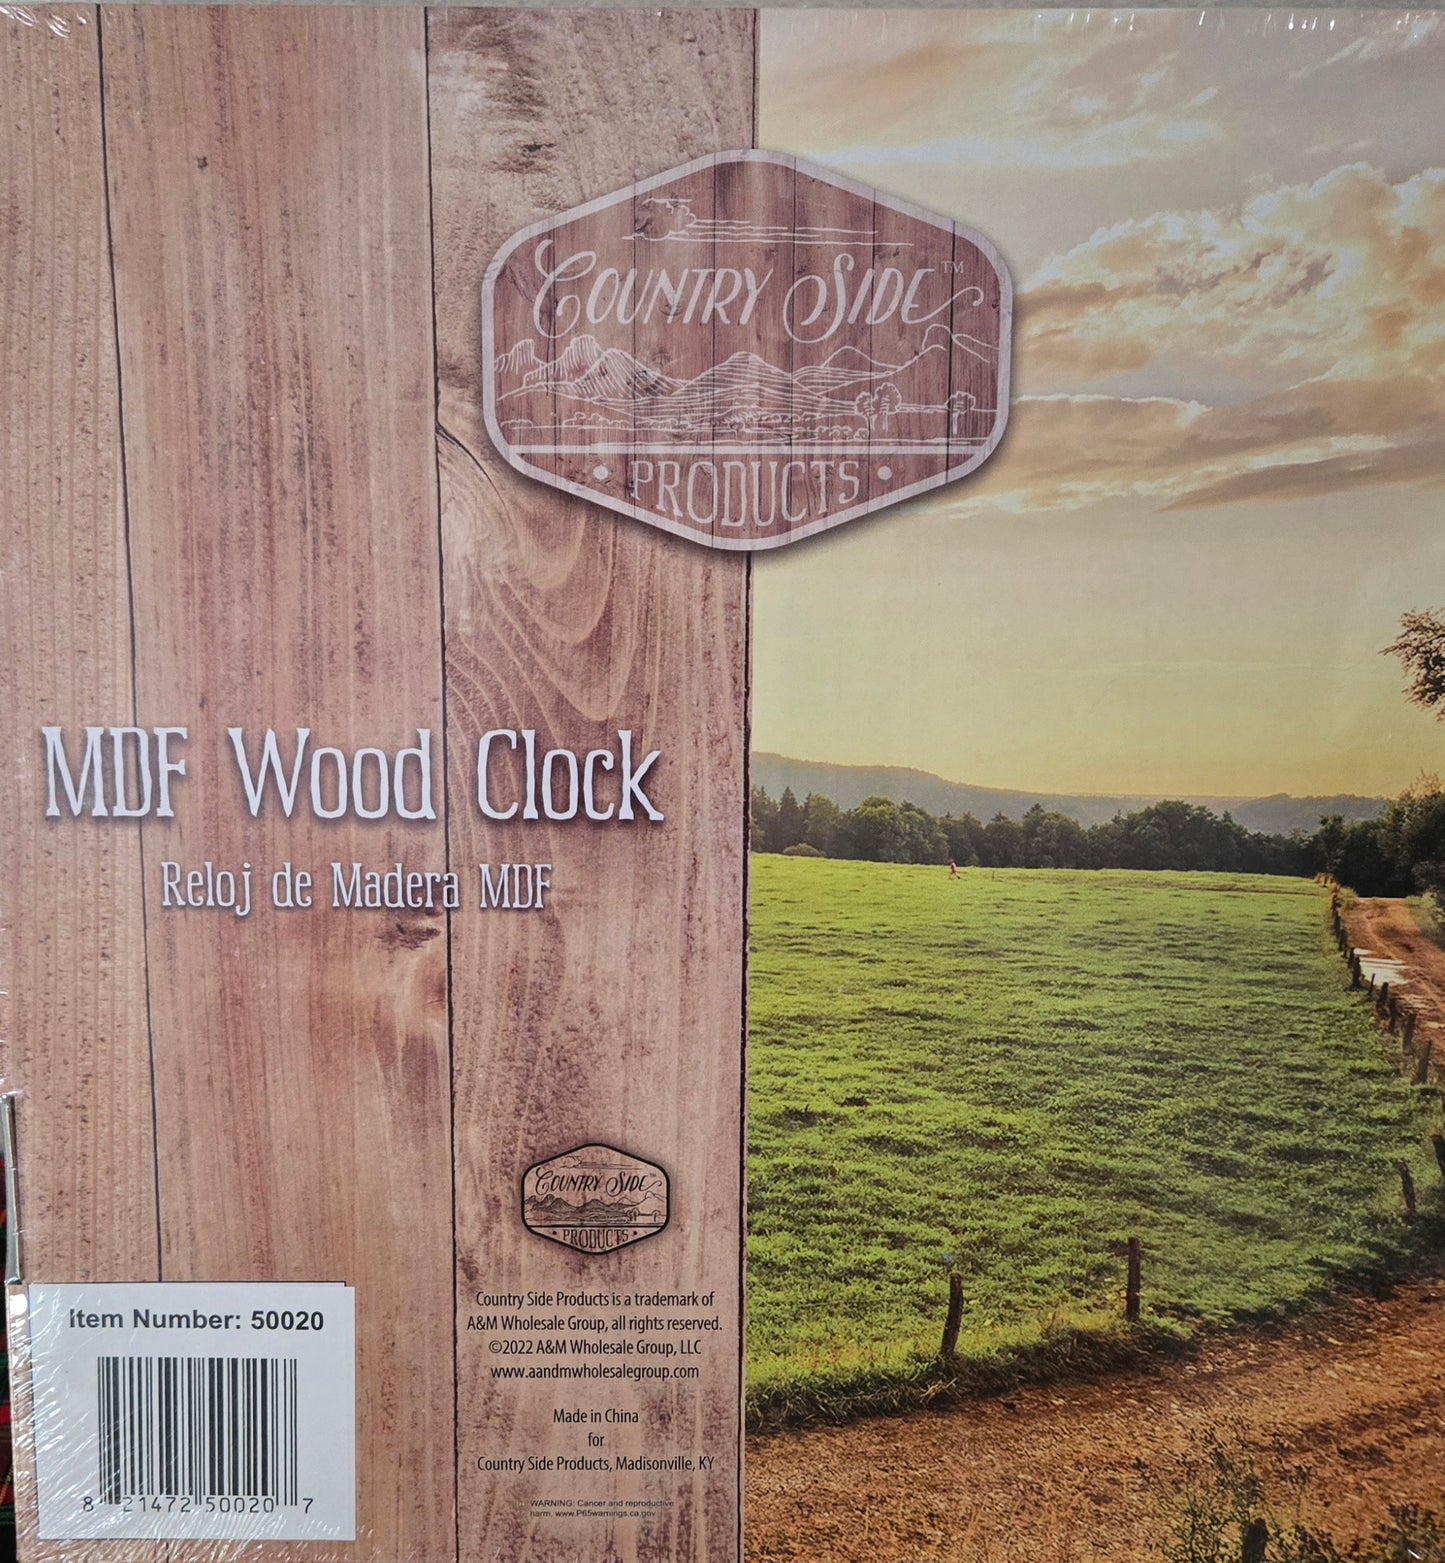 COUNTRY SIDE™
• PRODUCTS •
MDF Wood Clock
Reloj de Madera MDF
COUNTRY SIDE™
• PRODUCTS •
Country Side Products is a trademark of
A&M Wholesale Group, all rights reserved.
©2022 A&M Wholesale Group, LLC
www.aandmwholesalegroup.com
Made in China
for
Country Side Products, Madisonville, KY
WARNING: Cancer and reproductive
harm. www.P65warnings.ca.gov
Item Number: 50020
8 21472 50020 7